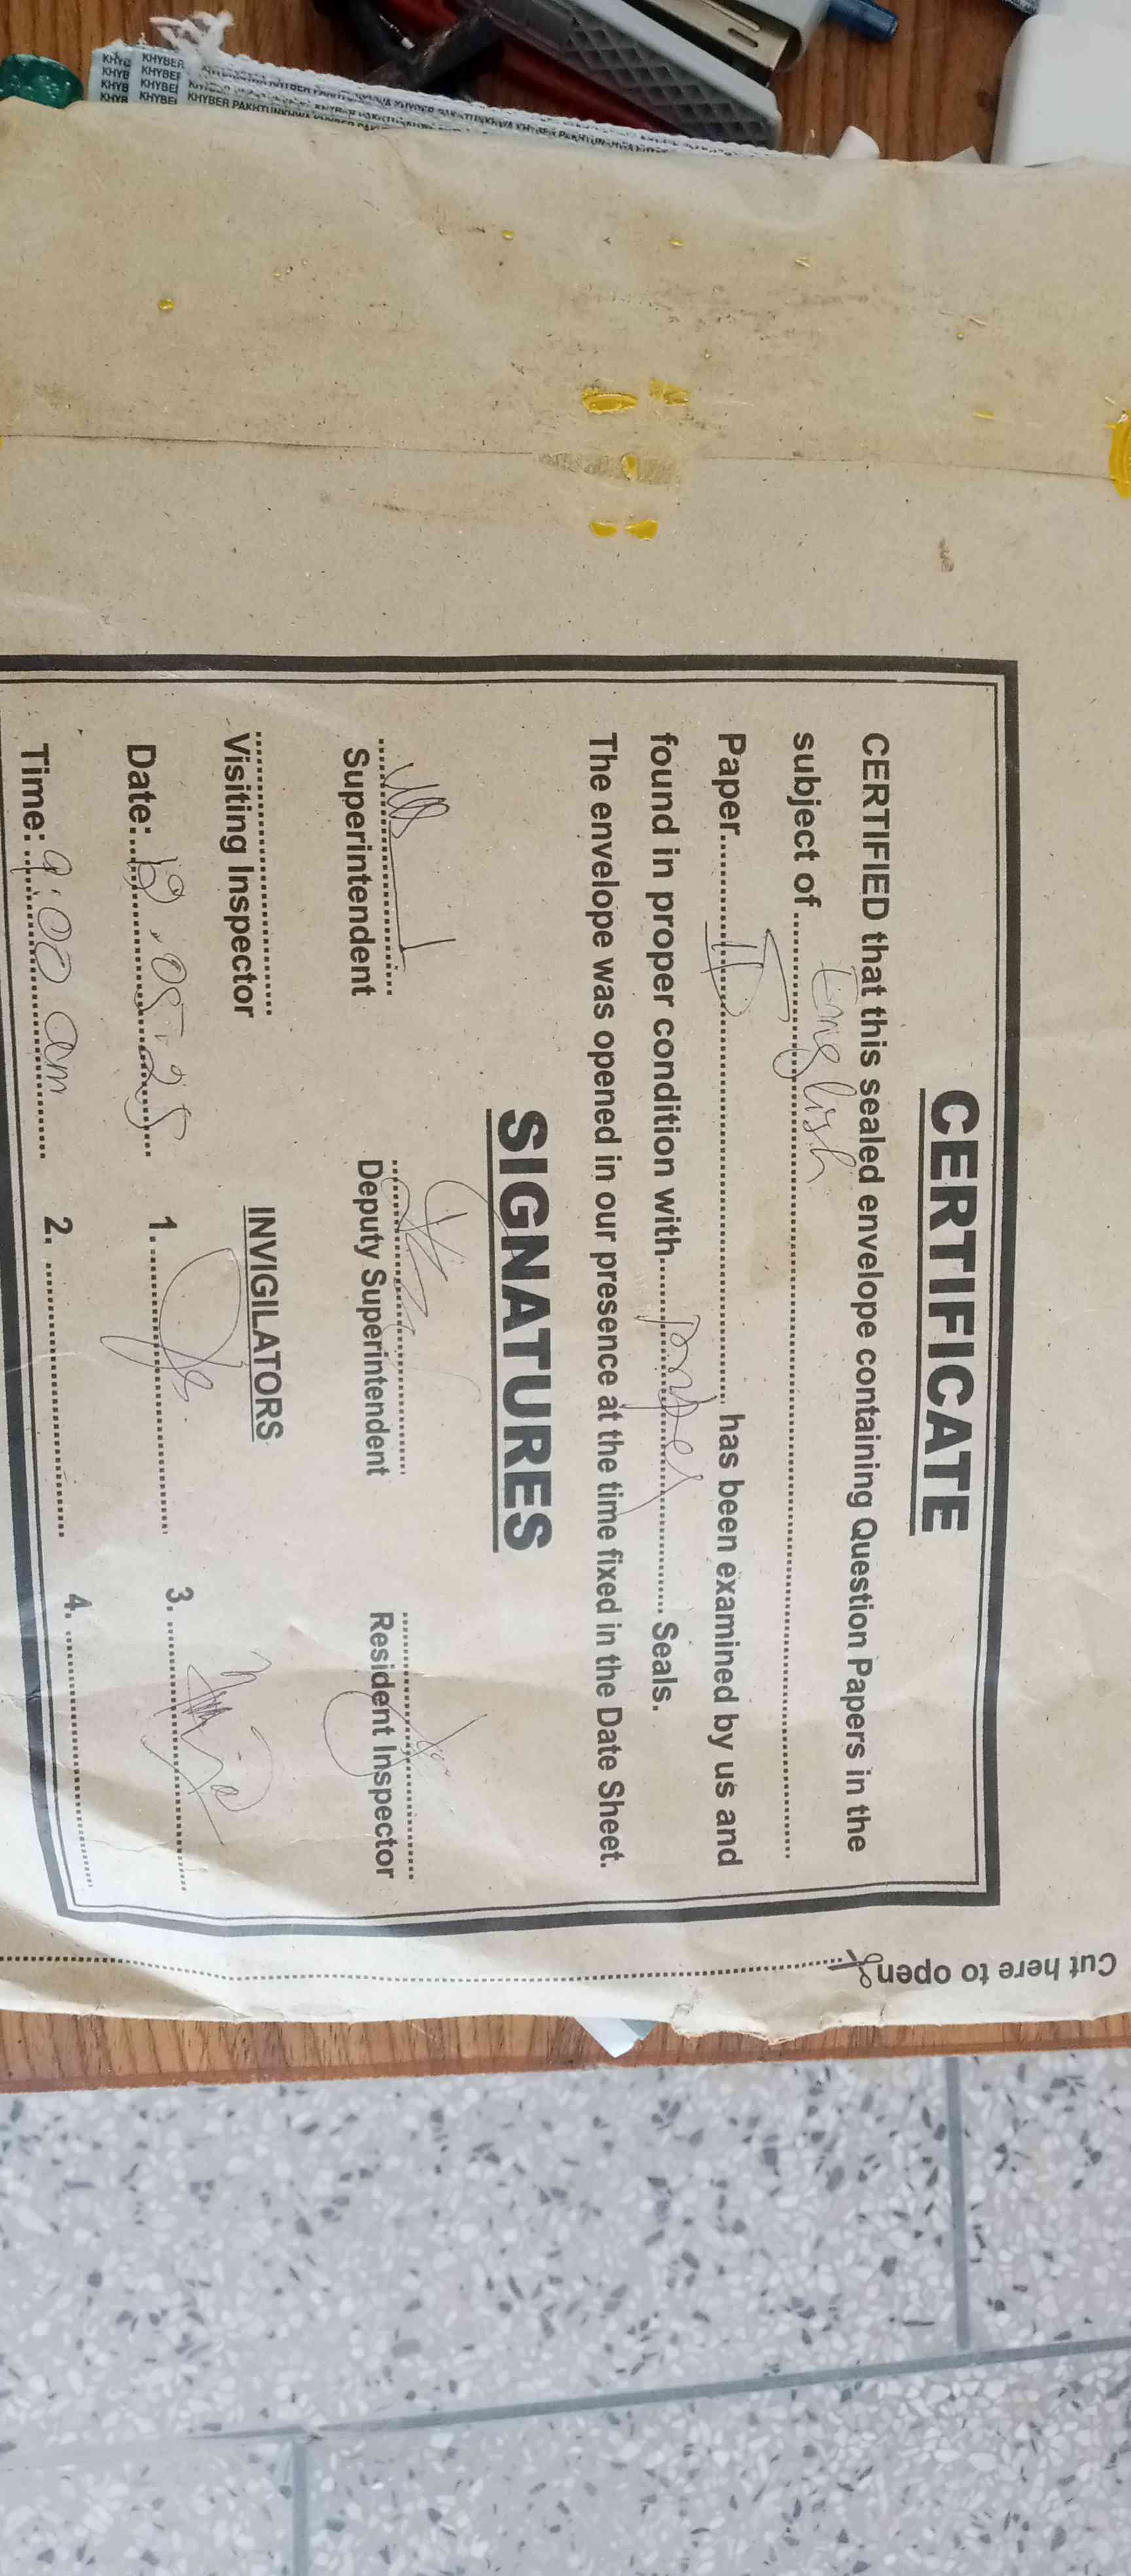 KHYBER PAKHTUNKHWA
CERTIFICATE
CERTIFIED that this sealed envelope containing Question Papers in the
subject of English
Paper II has been examined by us and
found in proper condition with proper Seals.
The envelope was opened in our presence at the time fixed in the Date Sheet.
SIGNATURES
Superintendent Deputy Superintendent Resident Inspector
Visiting Inspector INVIGILATORS
Date: 05-25 1. 3.
Time: 9:00 am 2. 4.
Cut here to open